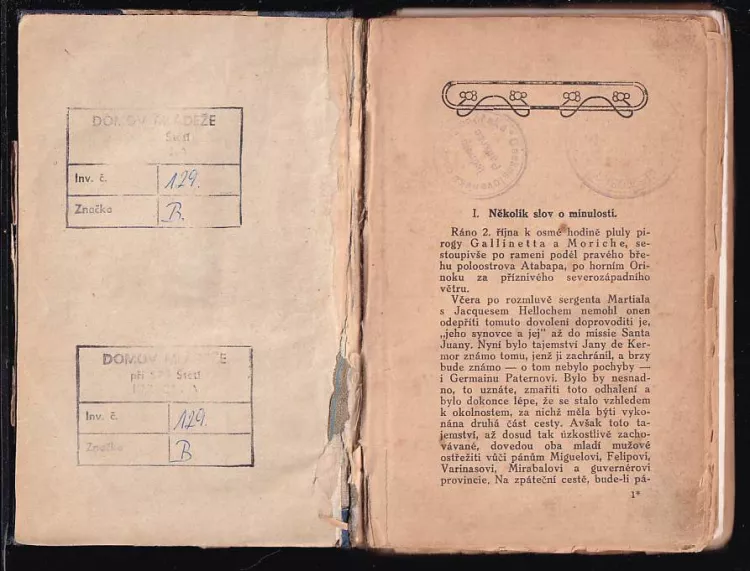 DOMOV MLÁDEŽE
Štětí
Inv. č. 129.
Značka B.
DOMOV MLÁDEŽE
při Štětí
Inv. č. 129.
Značka B
I. Několik slov o minulosti.
Ráno 2. října k osmé hodině pluly pi-
rogy Gallinetta a Moriche, se-
stoupivše po rameni podél pravého bře-
hu poloostrova Atabapa, po horním Ori-
noku za příznivého severozápadního
větru.
Včera po rozmluvě sergenta Martiala
s Jacquesem Hellochem nemohl onen
odepříti tomuto dovolení doprovoditi je,
„jeho synovce a jej" až do missie Santa
Juany. Nyní bylo tajemství Jany de Ker-
mor známo tomu, jenž ji zachránil, a brzy
bude známo — o tom nebylo pochyby —
i Germainu Paternovi. Bylo by nesnad-
no, to uznáte, zmařiti toto odhalení a
bylo dokonce lépe, že se stalo vzhledem
k okolnostem, za nichž měla býti vyko-
nána druhá část cesty. Avšak toto ta-
jemství, až dosud tak úzkostlivě zacho-
vávané, dovedou oba mladí mužové
ostřežiti vůči pánům Miguelovi, Felipovi,
Varinasovi, Mirabalovi a guvernérovi
provincie. Na zpáteční cestě, bude-li pá-
1*